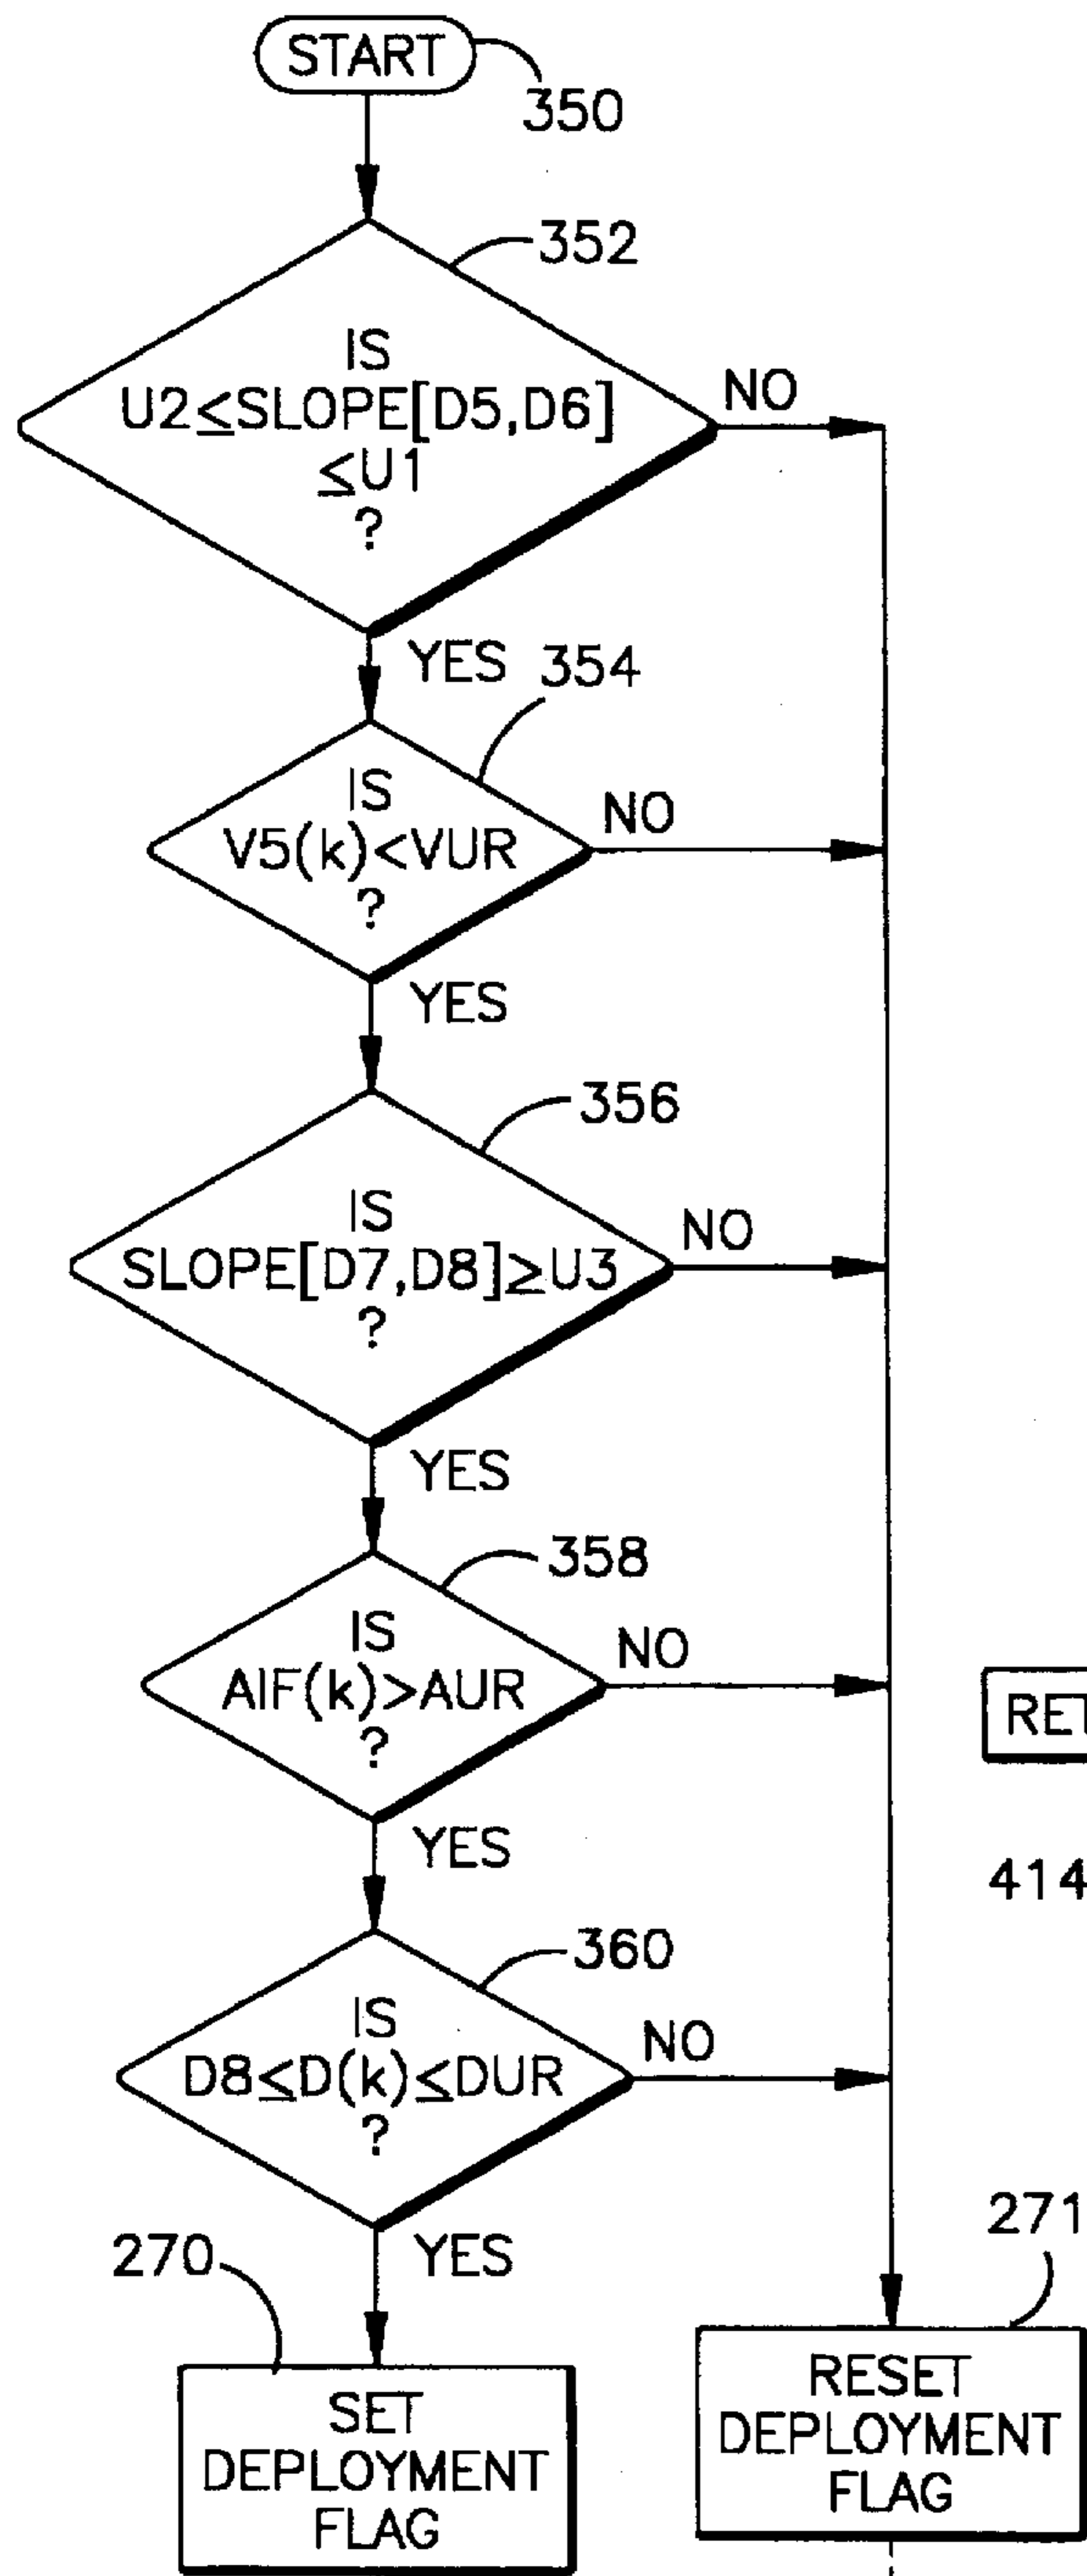 START
350
352
IS
U2≤SLOPE[D5,D6]
≤U1
?
NO
YES
354
IS
V5(k)<VUR
?
NO
YES
356
IS
SLOPE[D7,D8]≥U3
?
NO
YES
358
IS
AIF(k)>AUR
?
NO
RET
YES
414
360
IS
D8≤D(k)≤DUR
?
NO
YES
270
271
SET
DEPLOYMENT
FLAG
RESET
DEPLOYMENT
FLAG